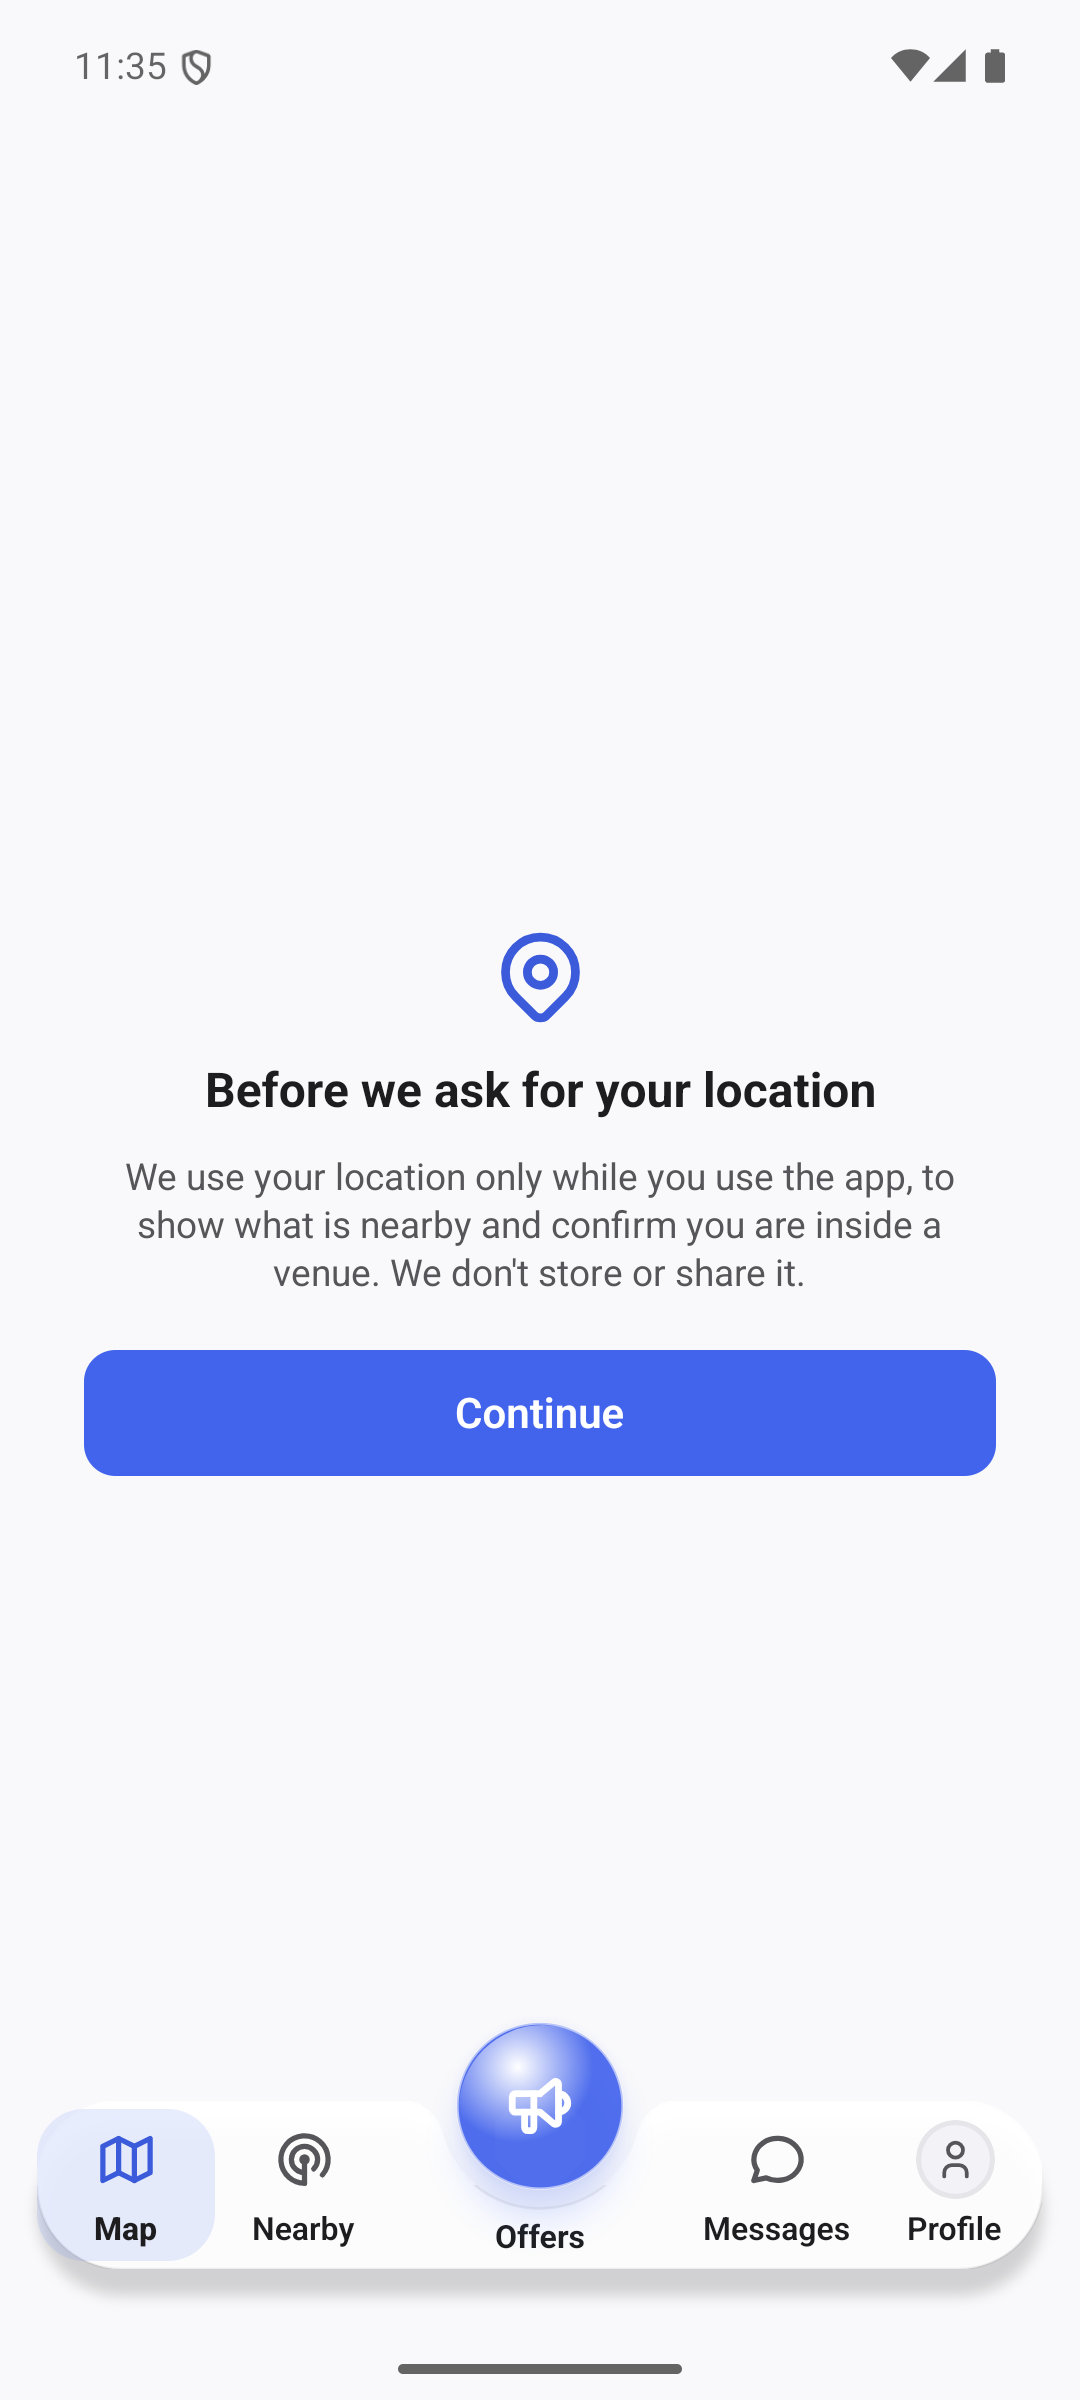 11:35
Before we ask for your location
We use your location only while you use the app, to
show what is nearby and confirm you are inside a
venue. We don't store or share it.
Continue
Map
Nearby
Offers
Messages
Profile